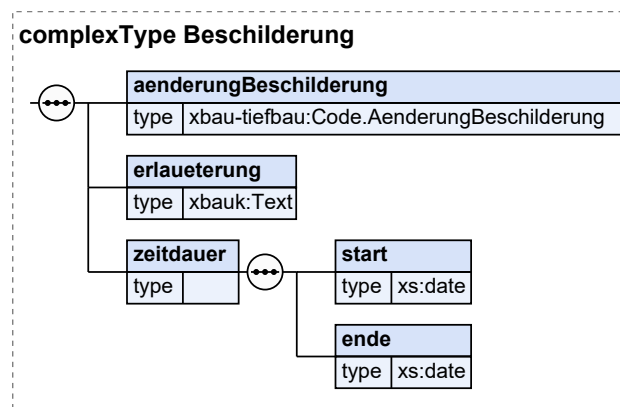 complexType Beschilderung
aenderungBeschilderung
type xbau-tiefbau:Code.AenderungBeschilderung
erlaeuterung
type xbauk:Text
zeitdauer
type
start
type xs:date
ende
type xs:date